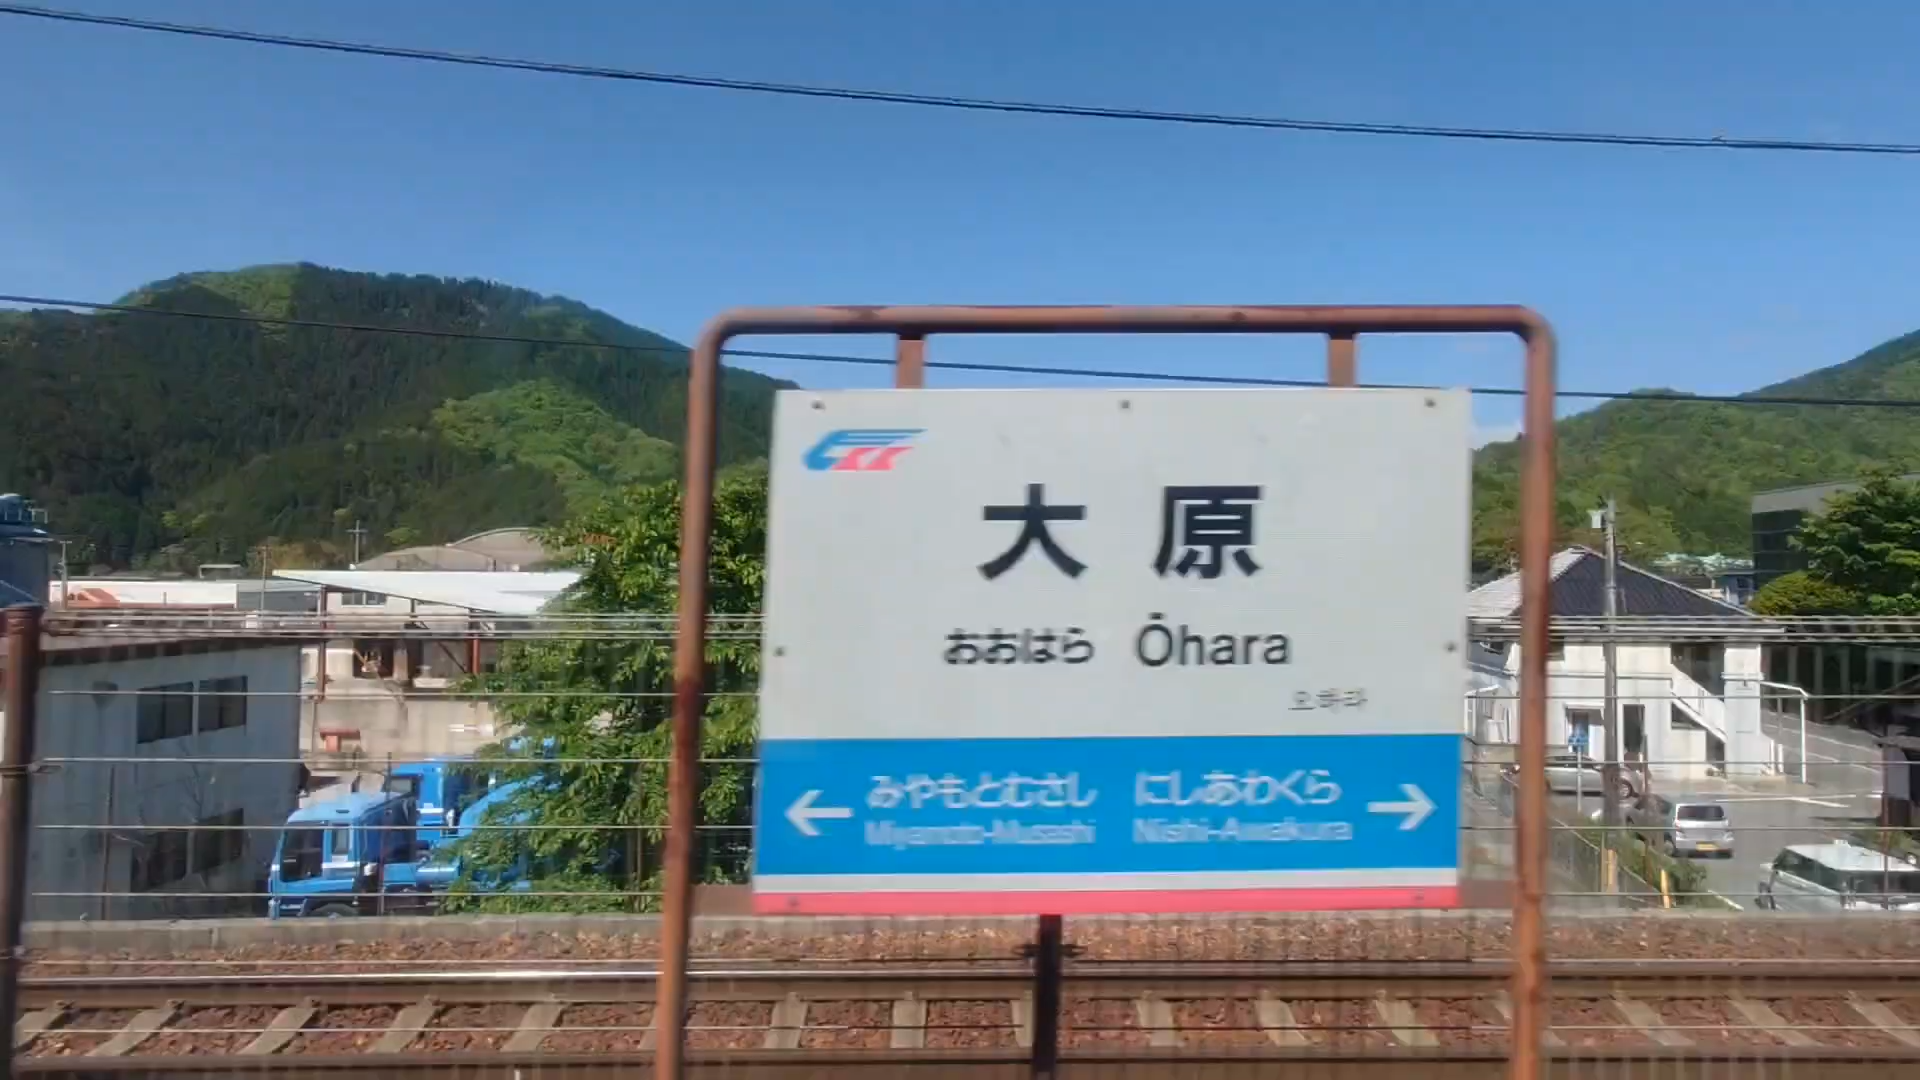 大原
おおはら Ōhara
오하라
← みやもとむさし にしあわくら →
Miyamoto-Musashi Nishi-Awakura